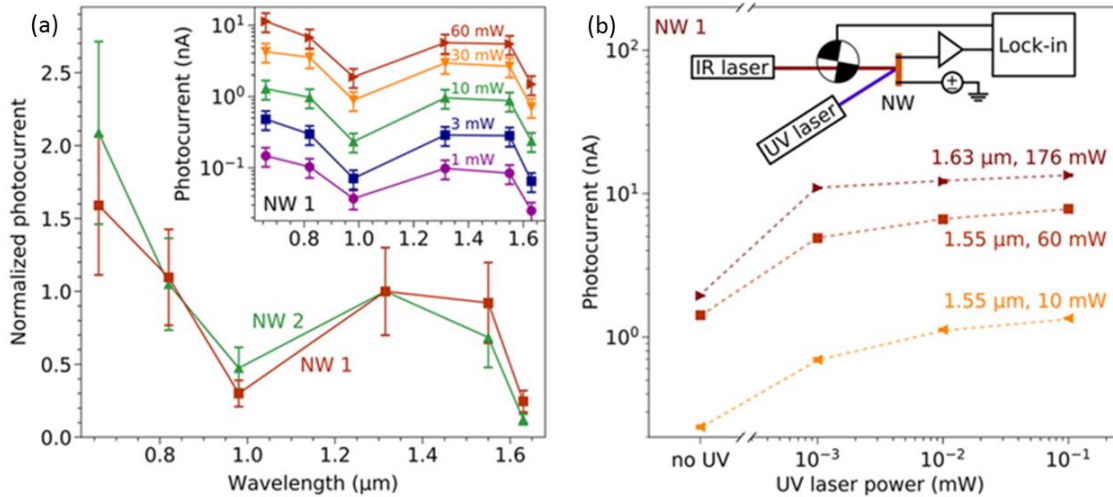 (a)
Normalized photocurrent
2.5
2.0
1.5
1.0
0.5
0.0
0.8
1.0
1.2
1.4
1.6
Wavelength (μm)
NW 2
NW 1
Photocurrent (nA)
10¹
10⁰
10⁻¹
60 mW
30 mW
10 mW
3 mW
1 mW
NW 1
0.8
1.0
1.2
1.4
1.6
(b)
NW 1
Photocurrent (nA)
10²
10¹
10⁰
IR laser
UV laser
NW
Lock-in
1.63 μm, 176 mW
1.55 μm, 60 mW
1.55 μm, 10 mW
no UV
10⁻³
10⁻²
10⁻¹
UV laser power (mW)